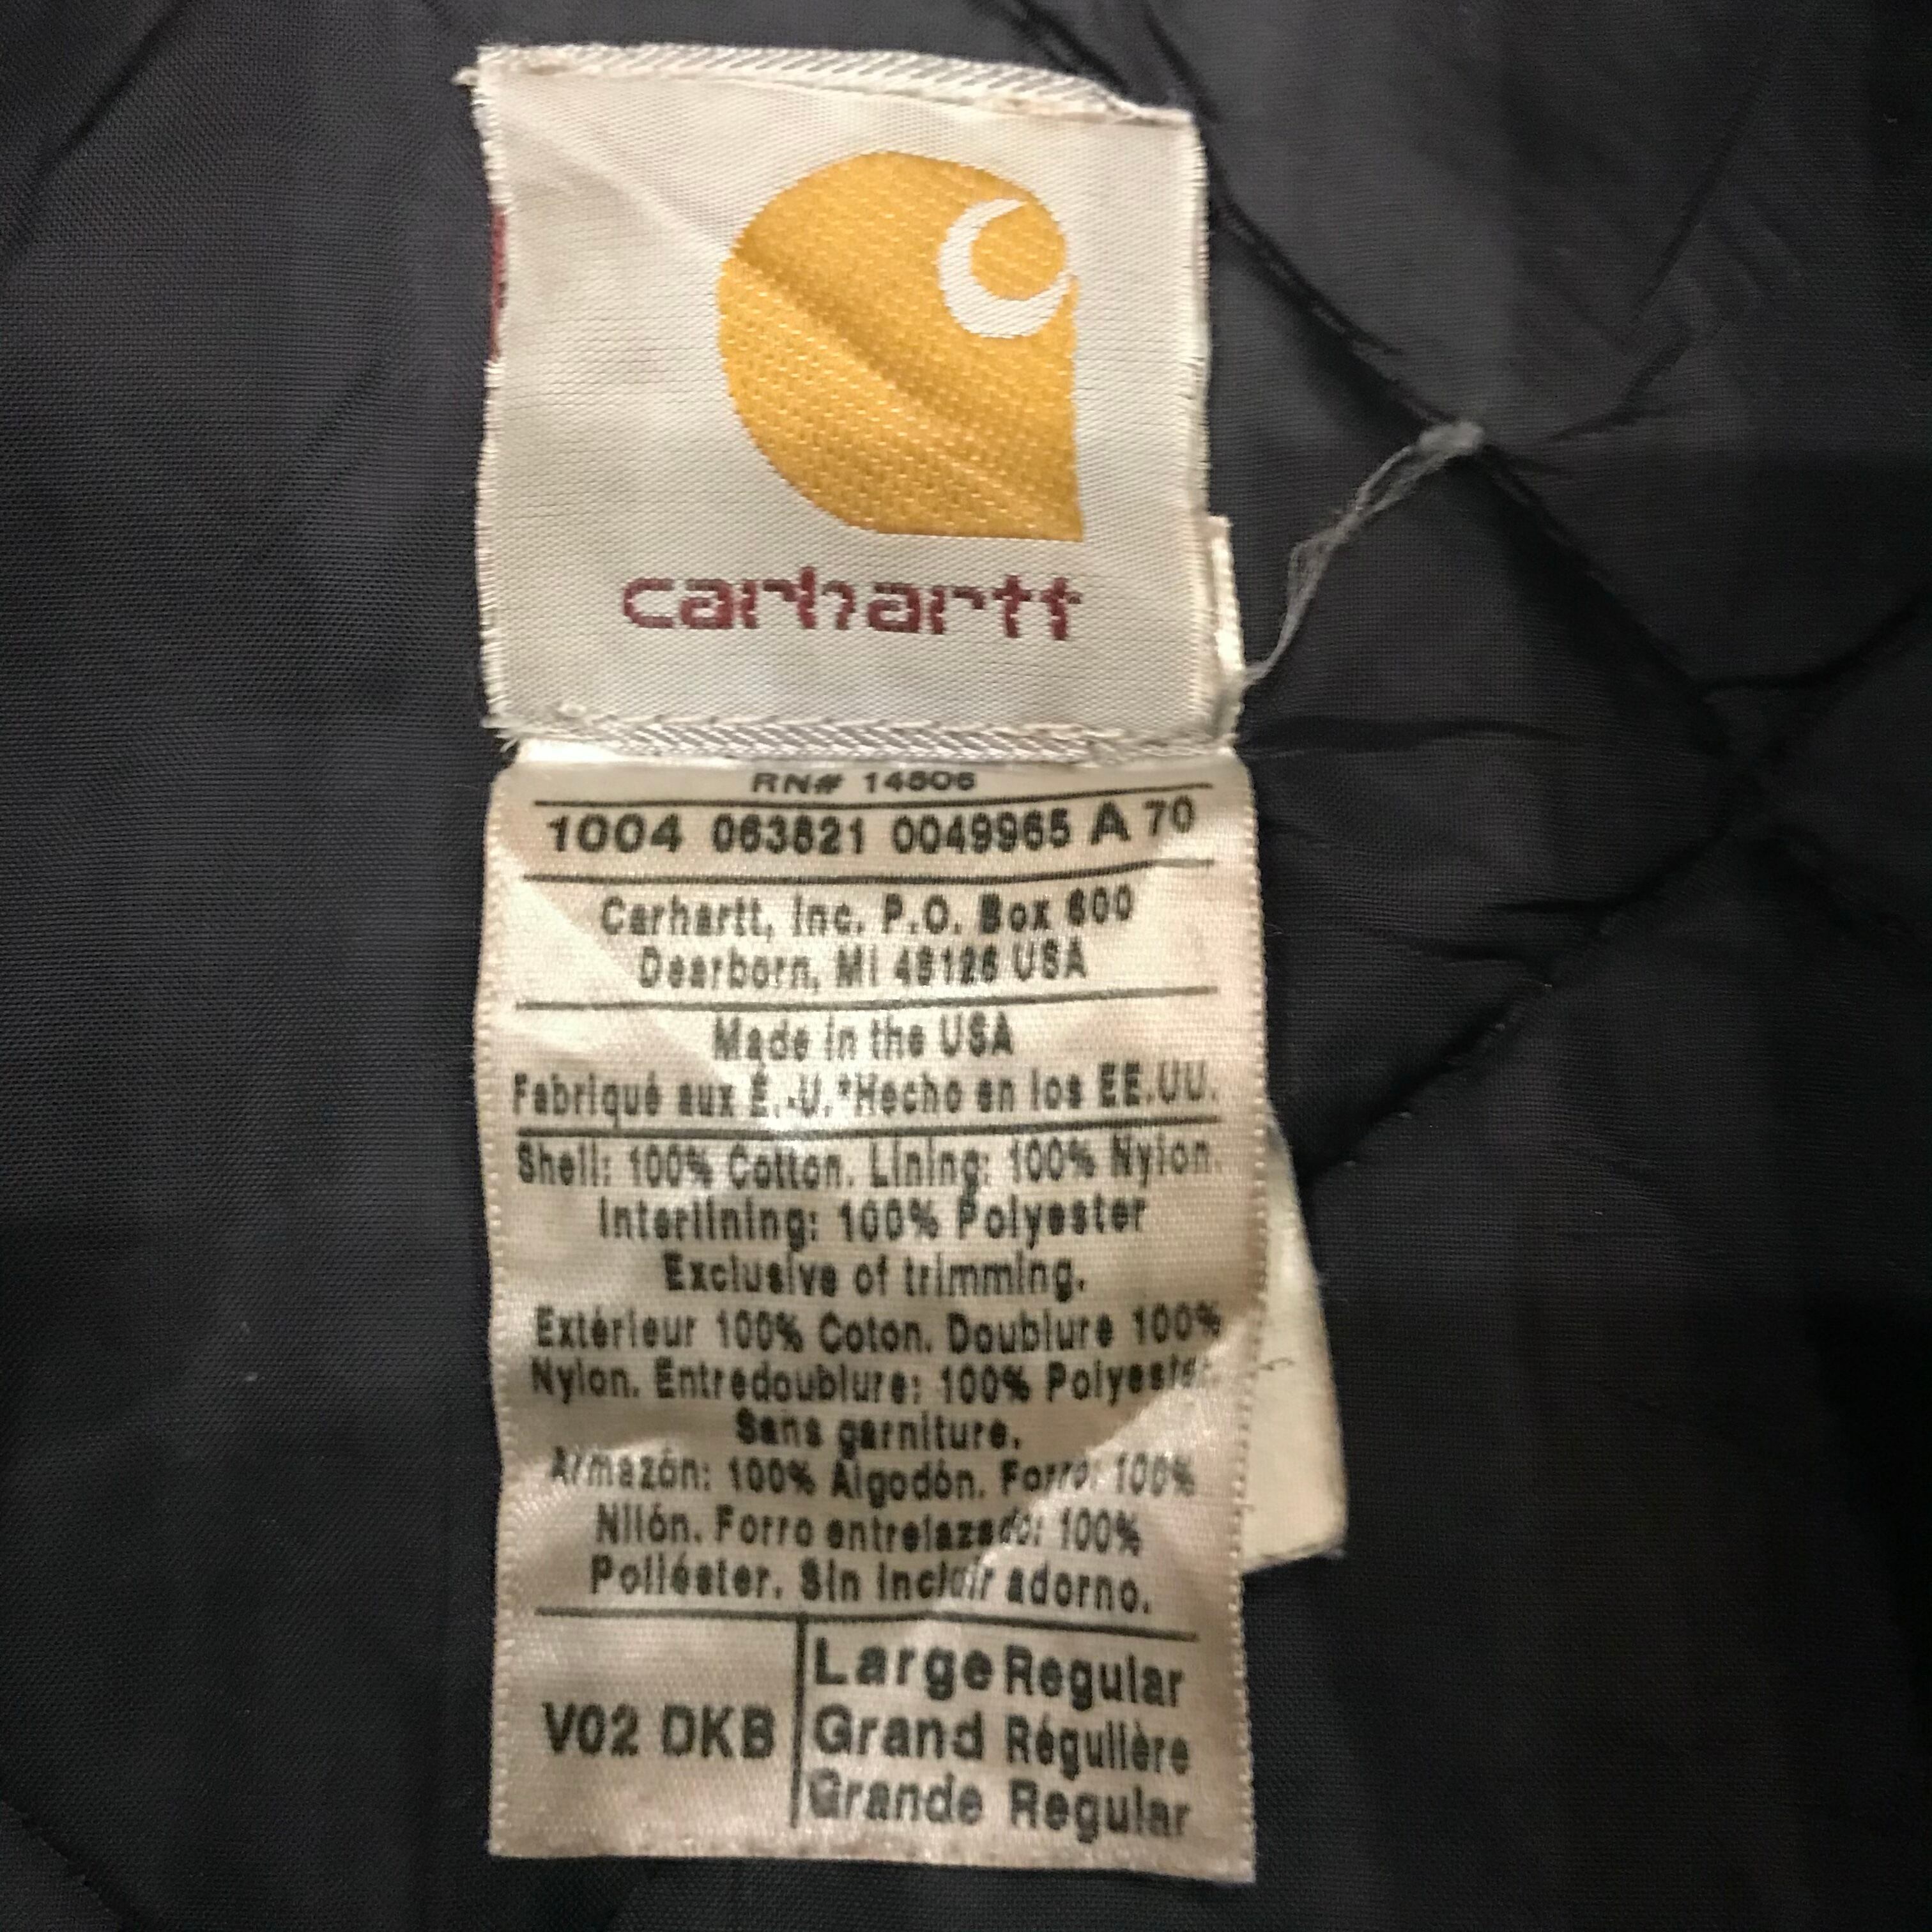 carhartt
RN# 14806
1004 063821 0049965 A 70
Carhartt, Inc. P.O. Box 600
Dearborn, MI 48126 USA
Made in the USA
Fabriqué aux É.-U.*Hecho en los EE.UU.
Shell: 100% Cotton. Lining: 100% Nylon.
Interlining: 100% Polyester
Exclusive of trimming.
Extérieur 100% Coton. Doublure 100%
Nylon. Entredoublure: 100% Polyester
Sans garniture.
Armazón: 100% Algodón. Forro: 100%
Nilón. Forro entrelazado: 100%
Poliéster. Sin incluir adorno.
V02 DKB
Large Regular
Grand Régulière
Grande Regular